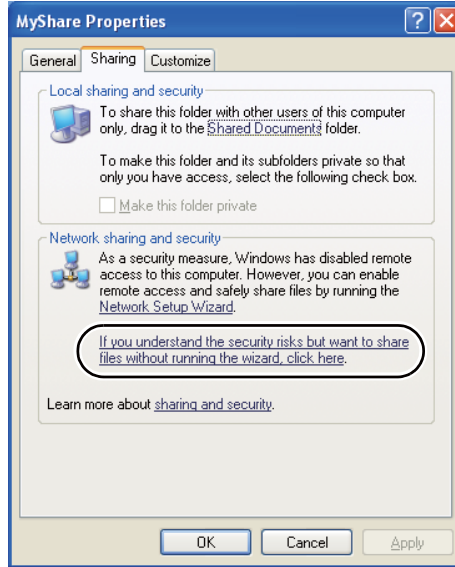 MyShare Properties
General Sharing Customize
Local sharing and security
To share this folder with other users of this computer
only, drag it to the Shared Documents folder.
To make this folder and its subfolders private so that
only you have access, select the following check box.
Make this folder private
Network sharing and security
As a security measure, Windows has disabled remote
access to this computer. However, you can enable
remote access and safely share files by running the
Network Setup Wizard.
If you understand the security risks but want to share
files without running the wizard, click here.
Learn more about sharing and security.
OK Cancel Apply